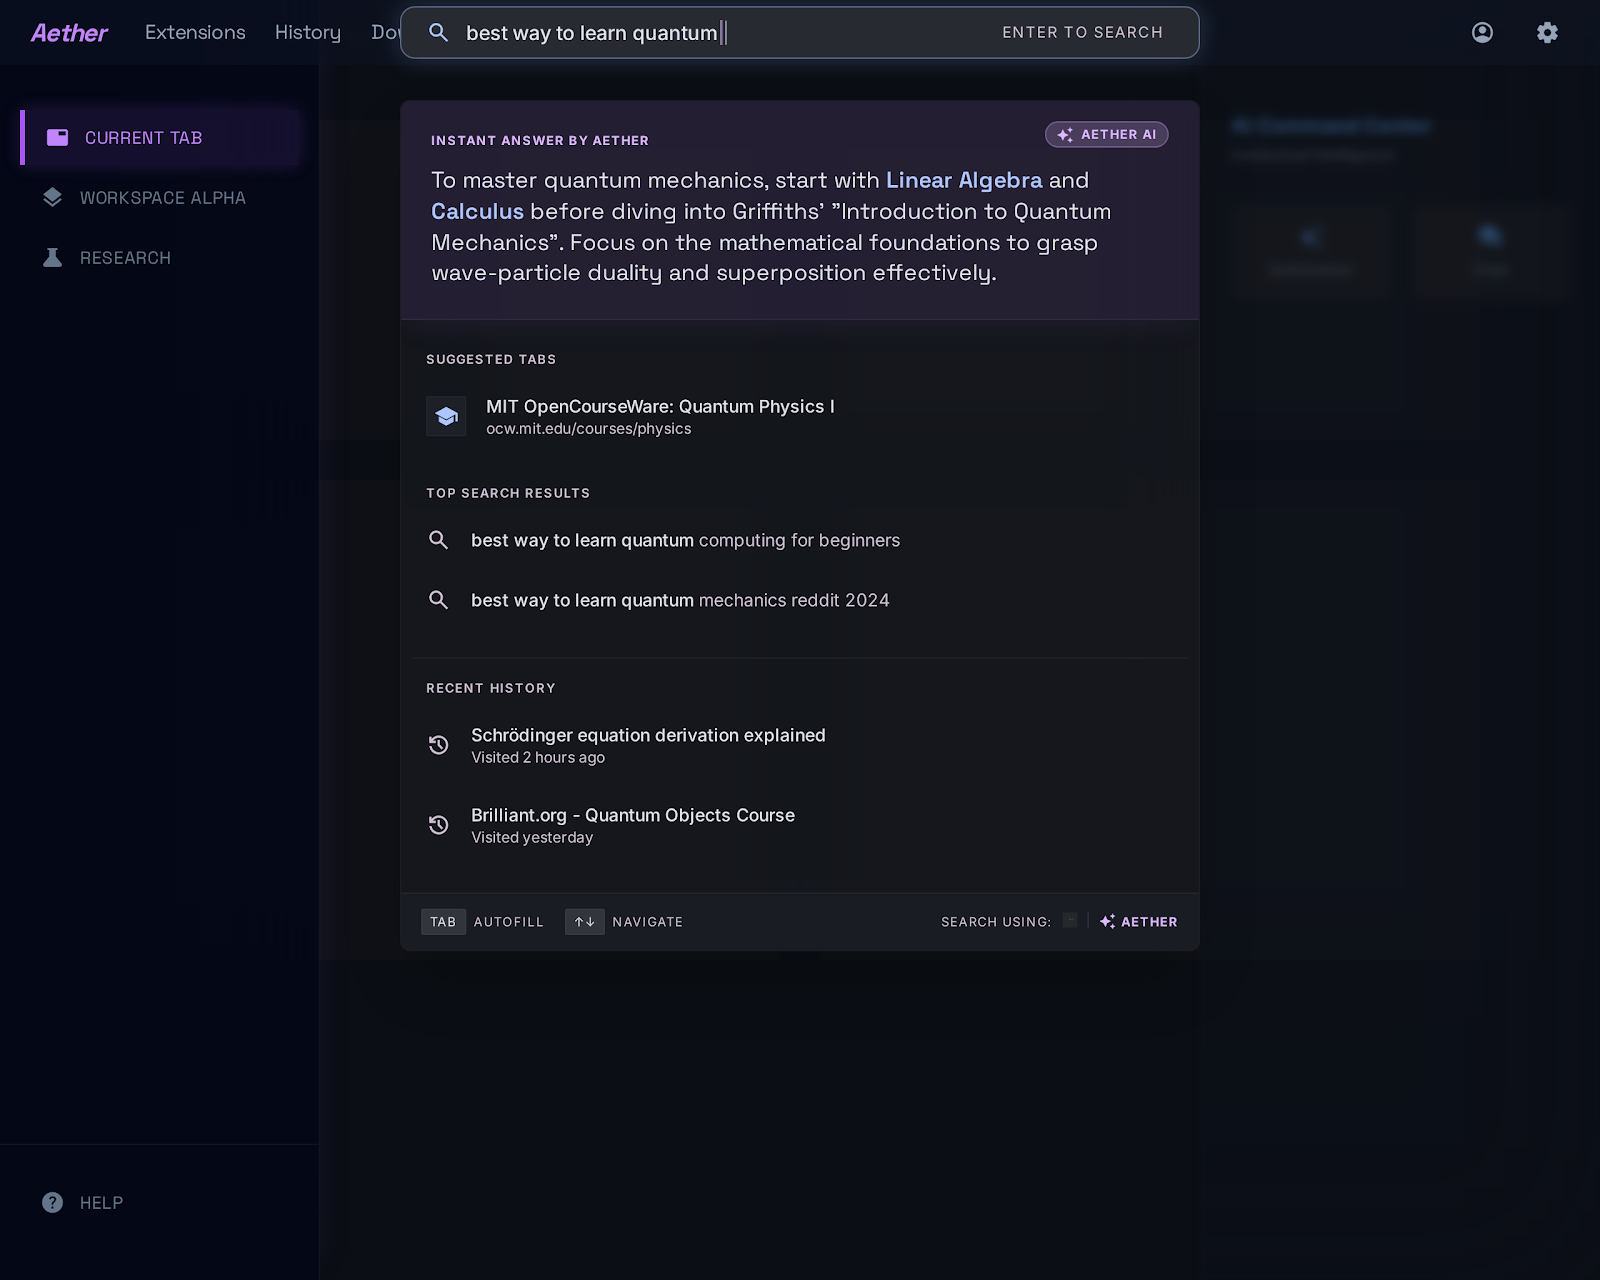 Aether
Extensions
History
Do
best way to learn quantum
ENTER TO SEARCH
CURRENT TAB
WORKSPACE ALPHA
RESEARCH
HELP
INSTANT ANSWER BY AETHER
AETHER AI
To master quantum mechanics, start with Linear Algebra and
Calculus before diving into Griffiths' "Introduction to Quantum
Mechanics". Focus on the mathematical foundations to grasp
wave-particle duality and superposition effectively.
SUGGESTED TABS
MIT OpenCourseWare: Quantum Physics I
ocw.mit.edu/courses/physics
TOP SEARCH RESULTS
best way to learn quantum computing for beginners
best way to learn quantum mechanics reddit 2024
RECENT HISTORY
Schrödinger equation derivation explained
Visited 2 hours ago
Brilliant.org - Quantum Objects Course
Visited yesterday
TAB AUTOFILL ↑↓ NAVIGATE
SEARCH USING: AETHER
AI Command Center